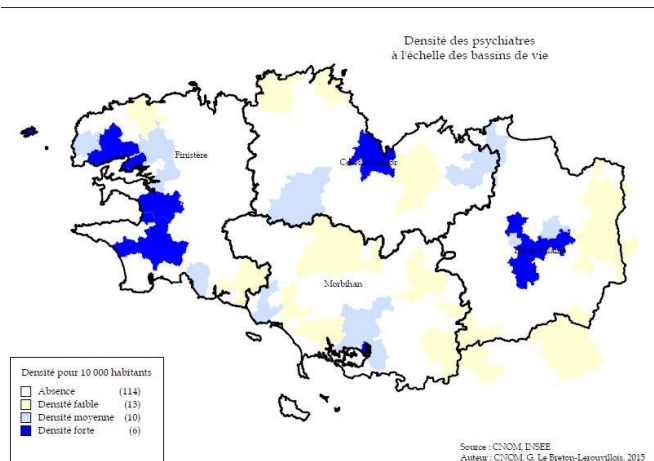 Densité des psychiatres
à l'échelle des bassins de vie
Finistère
Morbihan
Densité pour 10 000 habitants
Absence (114)
Densité faible (13)
Densité moyenne (10)
Densité forte (6)
Source : CNOM, INSEE
Auteur : CNOM, G. Le Breton-Lerouvillois, 2015